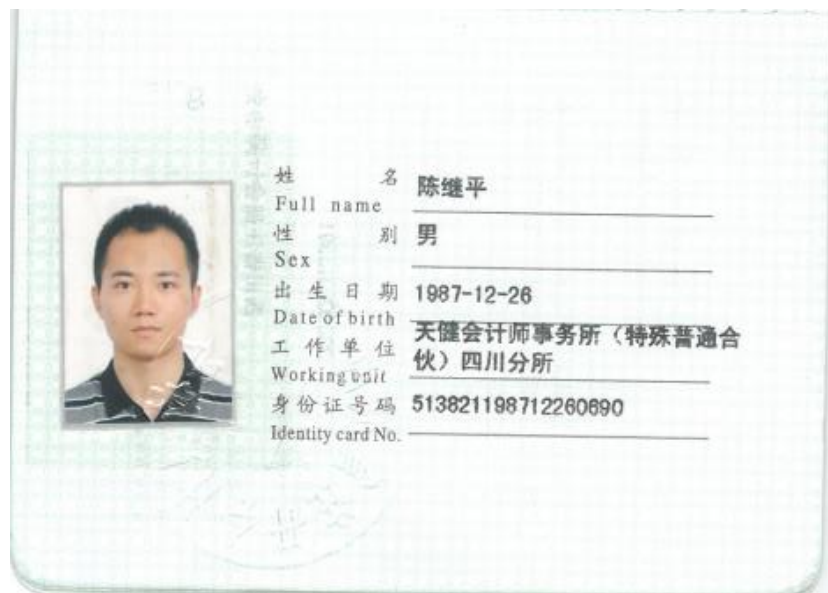 姓 名 陈继平
Full name
性 别 男
Sex
出 生 日 期 1987-12-26
Date of birth
天健会计师事务所（特殊普通合
工 作 单 位 伙）四川分所
Working unit
身 份 证 号 码 513821198712260690
Identity card No.